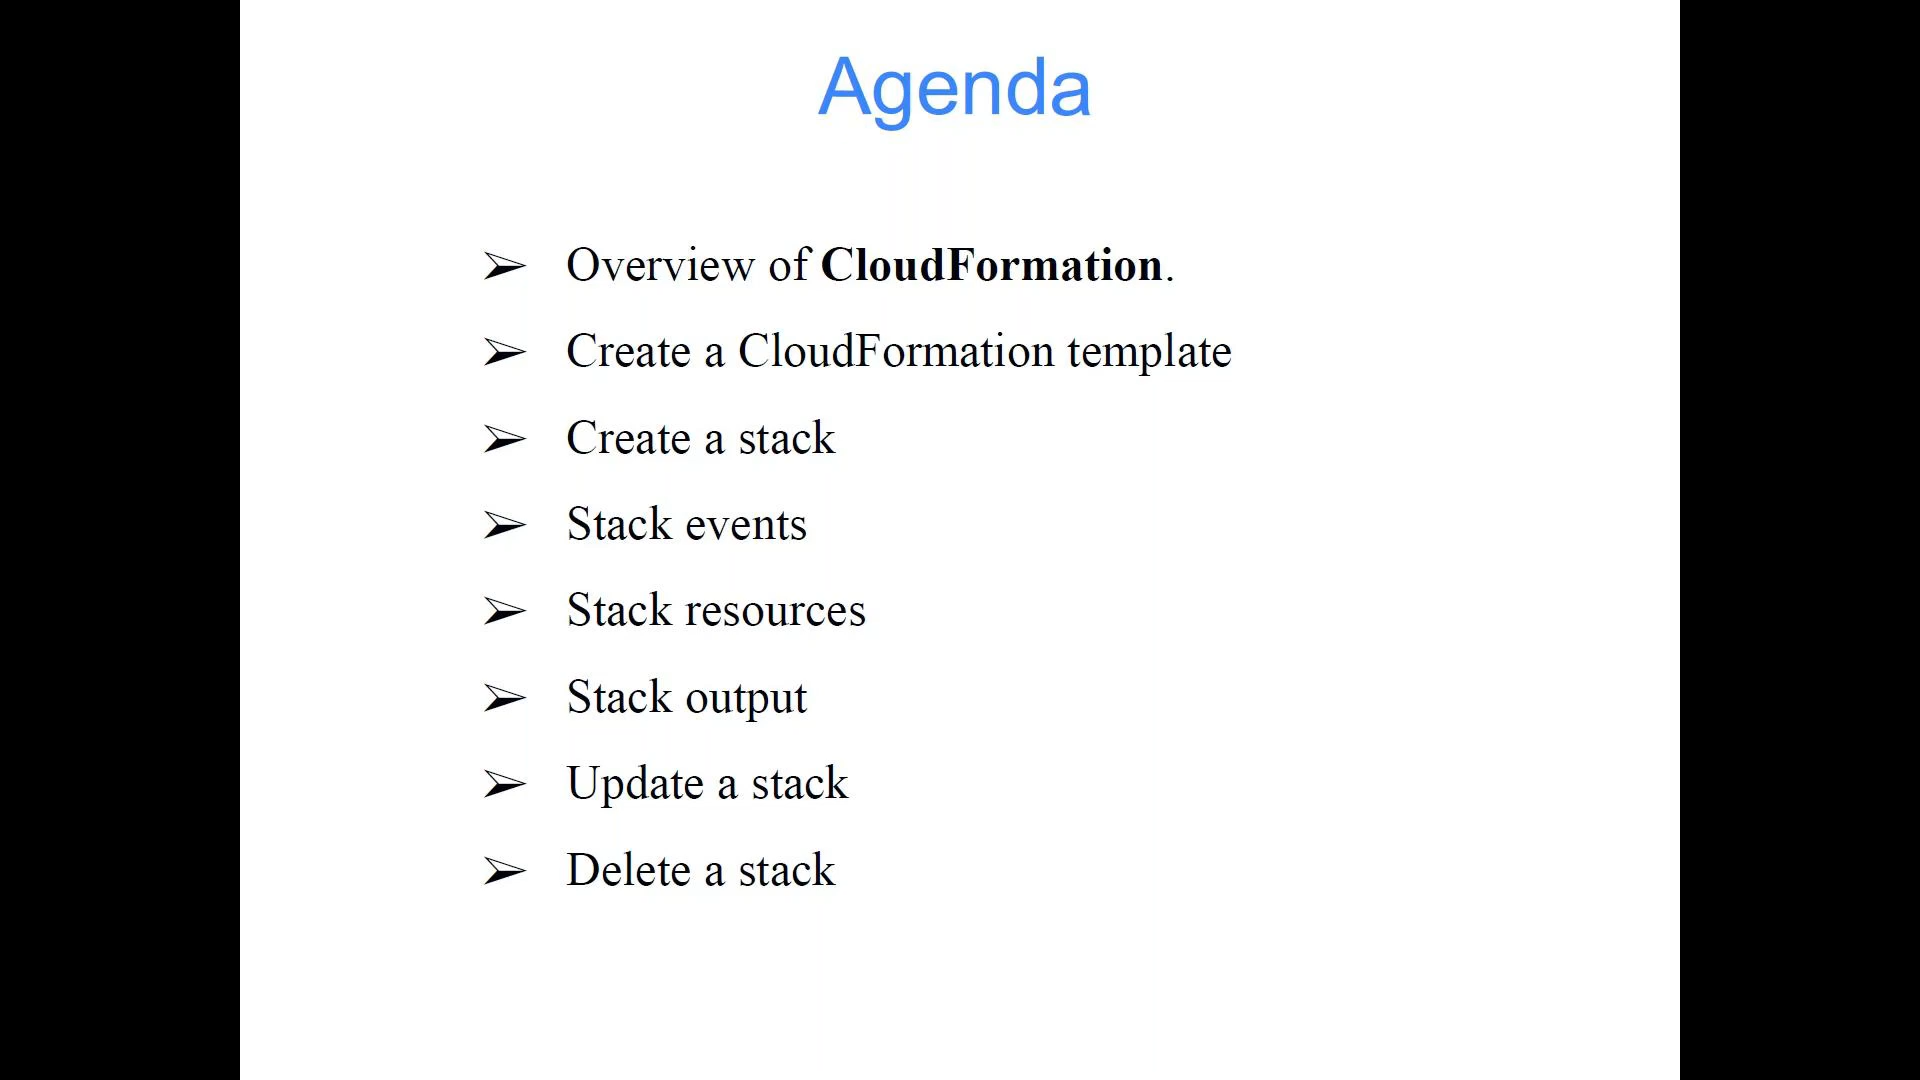 Agenda
➢ Overview of CloudFormation.
➢ Create a CloudFormation template
➢ Create a stack
➢ Stack events
➢ Stack resources
➢ Stack output
➢ Update a stack
➢ Delete a stack